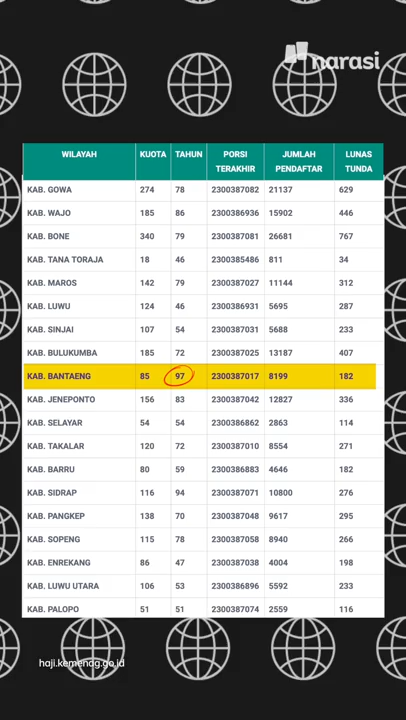 narasi
WILAYAH KUOTA TAHUN PORSI TERAKHIR JUMLAH PENDAFTAR LUNAS TUNDA
KAB. GOWA 274 78 2300387082 21137 629
KAB. WAJO 185 86 2300386936 15902 446
KAB. BONE 340 79 2300387081 26681 767
KAB. TANA TORAJA 18 46 2300385486 811 34
KAB. MAROS 142 79 2300387027 11144 312
KAB. LUWU 124 46 2300386931 5695 287
KAB. SINJAI 107 54 2300387031 5688 233
KAB. BULUKUMBA 185 72 2300387025 13187 407
KAB. BANTAENG 85 97 2300387017 8199 182
KAB. JENEPONTO 156 83 2300387042 12827 336
KAB. SELAYAR 54 54 2300386862 2863 114
KAB. TAKALAR 120 72 2300387010 8554 271
KAB. BARRU 80 59 2300386883 4646 182
KAB. SIDRAP 116 94 2300387071 10800 276
KAB. PANGKEP 138 70 2300387048 9617 295
KAB. SOPENG 115 78 2300387058 8940 266
KAB. ENREKANG 86 47 2300387038 4004 198
KAB. LUWU UTARA 106 53 2300386896 5592 233
KAB. PALOPO 51 51 2300387074 2559 116
haji.kemenag.go.id